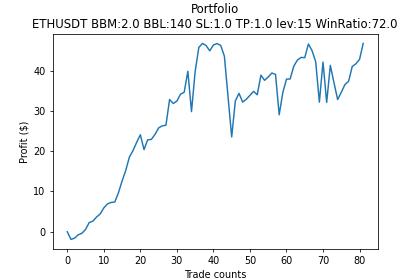 Portfolio
ETHUSDT BBM:2.0 BBL:140 SL:1.0 TP:1.0 lev:15 WinRatio:72.0
40
30
20
10
0
Profit ($)
0 10 20 30 40 50 60 70 80
Trade counts